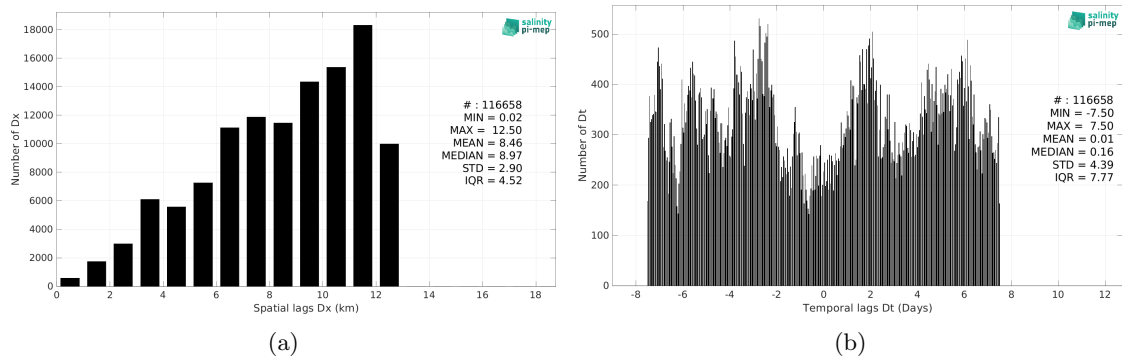 salinity
pi-mep
18000
16000
14000
12000
10000
8000
6000
4000
2000
0
Number of Dx
# : 116658
MIN = 0.02
MAX = 12.50
MEAN = 8.46
MEDIAN = 8.97
STD = 2.90
IQR = 4.52
0 2 4 6 8 10 12 14 16 18
Spatial lags Dx (km)
(a)
salinity
pi-mep
500
400
300
200
100
0
Number of Dt
# : 116658
MIN = -7.50
MAX = 7.50
MEAN = 0.01
MEDIAN = 0.16
STD = 4.39
IQR = 7.77
-8 -6 -4 -2 0 2 4 6 8 10 12
Temporal lags Dt (Days)
(b)